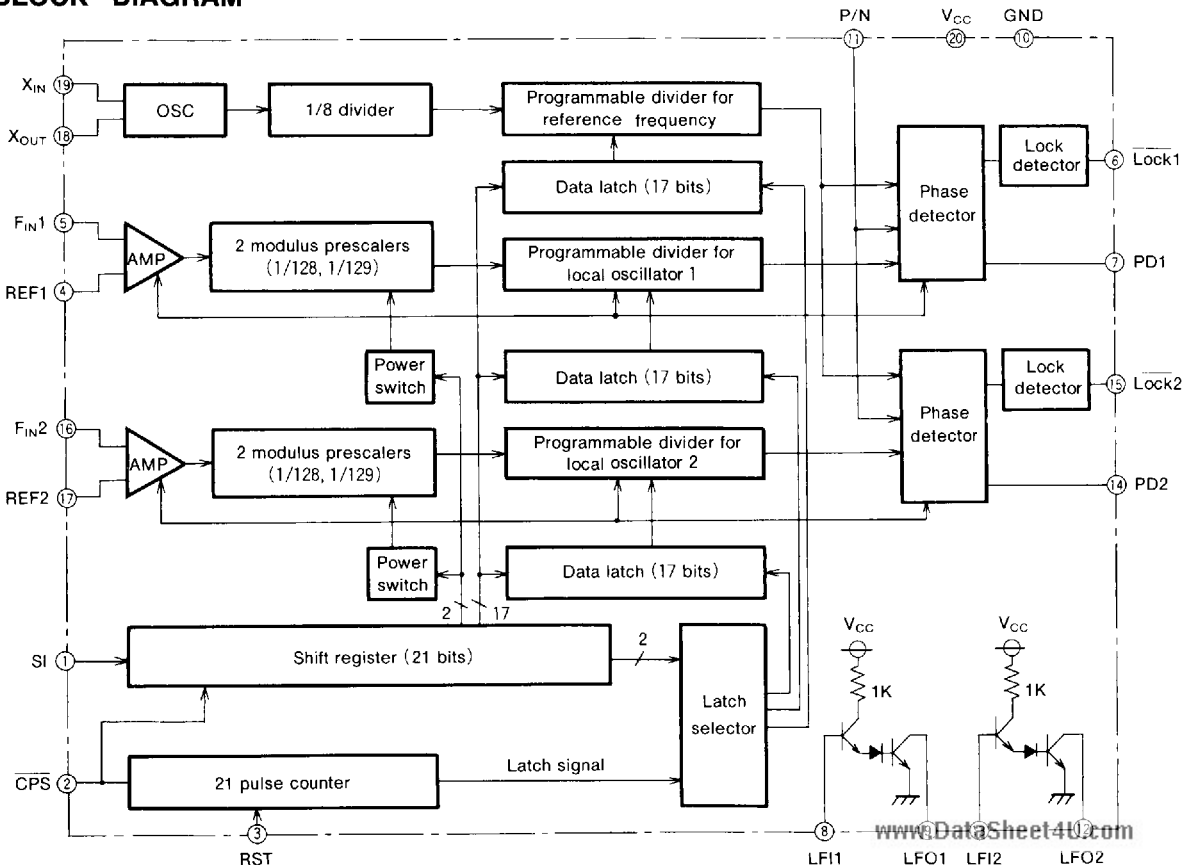 BLOCK DIAGRAM
P/N
VCC
GND
11
20
10
XIN
19
OSC
1/8 divider
Programmable divider for
reference frequency
XOUT
18
Lock
detector
6
Lock1
Data latch (17 bits)
Phase
detector
FIN1
5
AMP
2 modulus prescalers
(1/128, 1/129)
Programmable divider for
local oscillator 1
REF1
4
7
PD1
Power
switch
Data latch (17 bits)
Lock
detector
15
Lock2
Phase
detector
FIN2
16
AMP
2 modulus prescalers
(1/128, 1/129)
Programmable divider for
local oscillator 2
REF2
17
14
PD2
Power
switch
Data latch (17 bits)
2
17
SI
1
Shift register (21 bits)
2
Latch
selector
VCC
1K
VCC
1K
CPS
2
21 pulse counter
Latch signal
3
RST
8
www.DataSheet4U.com
12
LFI1
LFO1
LFI2
LFO2